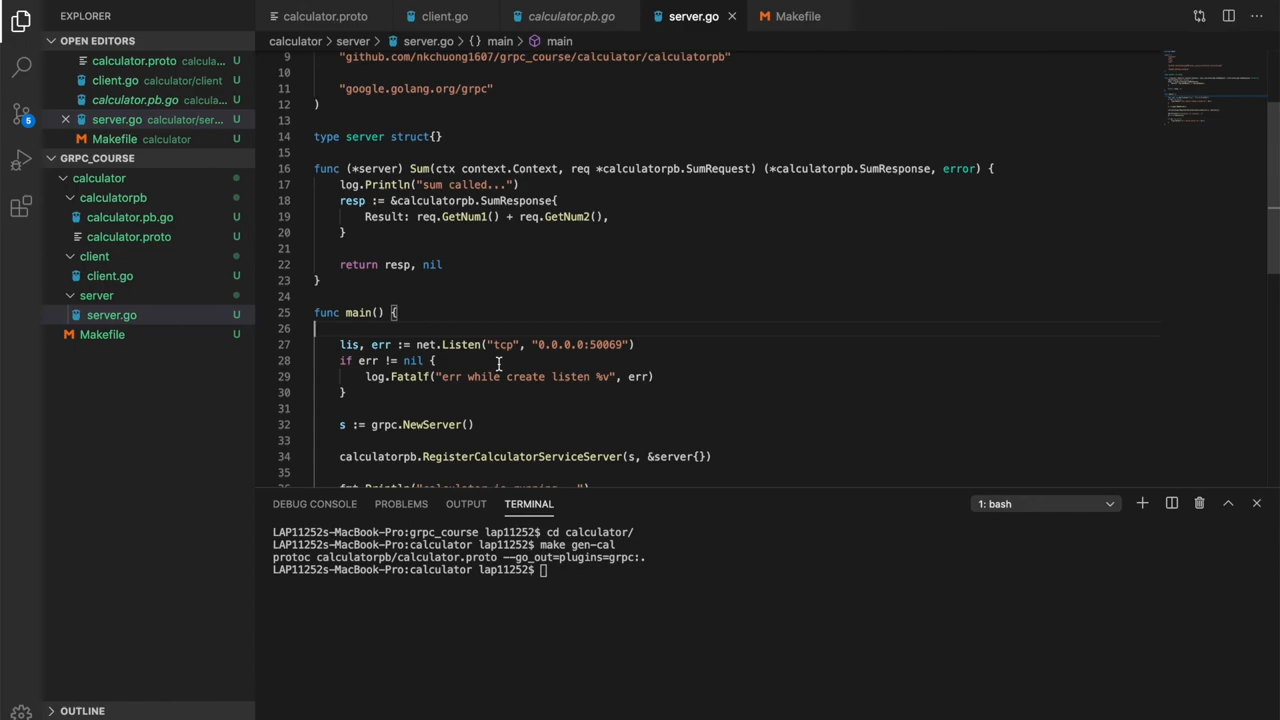 EXPLORER
calculator.proto
client.go
calculator.pb.go
server.go
Makefile
OPEN EDITORS
calculator > server > server.go > {} main > main
calculator.proto calcula... U
client.go calculator/client U
calculator.pb.go calcula... U
server.go calculator/ser... U
Makefile calculator U
GRPC_COURSE
calculator
calculatorpb
calculator.pb.go U
calculator.proto U
client
client.go U
server
server.go U
Makefile U
5
9 "github.com/nkchuong1607/grpc_course/calculator/calculatorpb"
10
11 "google.golang.org/grpc"
12 )
13
14 type server struct{}
15
16 func (*server) Sum(ctx context.Context, req *calculatorpb.SumRequest) (*calculatorpb.SumResponse, error) {
17 log.Println("sum called...")
18 resp := &calculatorpb.SumResponse{
19 Result: req.GetNum1() + req.GetNum2(),
20 }
21
22 return resp, nil
23 }
24
25 func main() {
26
27 lis, err := net.Listen("tcp", "0.0.0.0:50069")
28 if err != nil {
29 log.Fatalf("err while create listen %v", err)
30 }
31
32 s := grpc.NewServer()
33
34 calculatorpb.RegisterCalculatorServiceServer(s, &server{})
35
DEBUG CONSOLE PROBLEMS OUTPUT TERMINAL 1: bash
LAP11252s-MacBook-Pro:grpc_course lap11252$ cd calculator/
LAP11252s-MacBook-Pro:calculator lap11252$ make gen-cal
protoc calculatorpb/calculator.proto --go_out=plugins=grpc:.
LAP11252s-MacBook-Pro:calculator lap11252$
OUTLINE